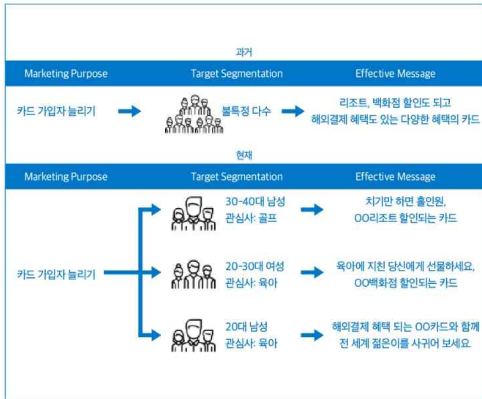 과거
Marketing Purpose Target Segmentation Effective Message
카드 가입자 늘리기 불특정 다수 리조트, 백화점 할인도 되고
해외결제 혜택도 있는 다양한 혜택의 카드
현재
Marketing Purpose Target Segmentation Effective Message
30-40대 남성
관심사: 골프
치기만 하면 홀인원,
OO리조트 할인되는 카드
카드 가입자 늘리기
20-30대 여성
관심사: 육아
육아에 지친 당신에게 선물하세요,
OO백화점 할인되는 카드
20대 남성
관심사: 육아
해외결제 혜택 되는 OO카드와 함께
전 세계 젊은이를 사귀어 보세요.